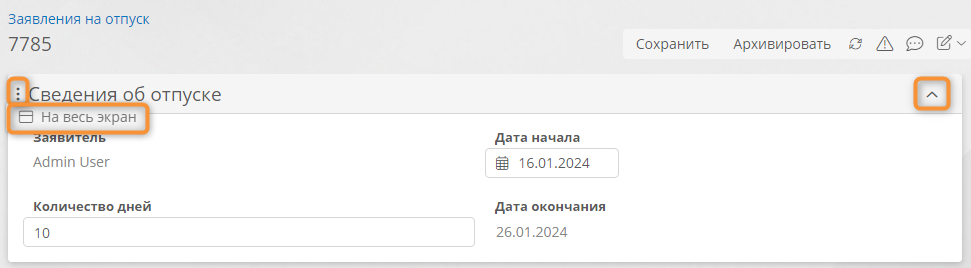 Заявления на отпуск
7785
Сохранить Архивировать
Сведения об отпуске
На весь экран
Заявитель Дата начала
Admin User 16.01.2024
Количество дней Дата окончания
10 26.01.2024